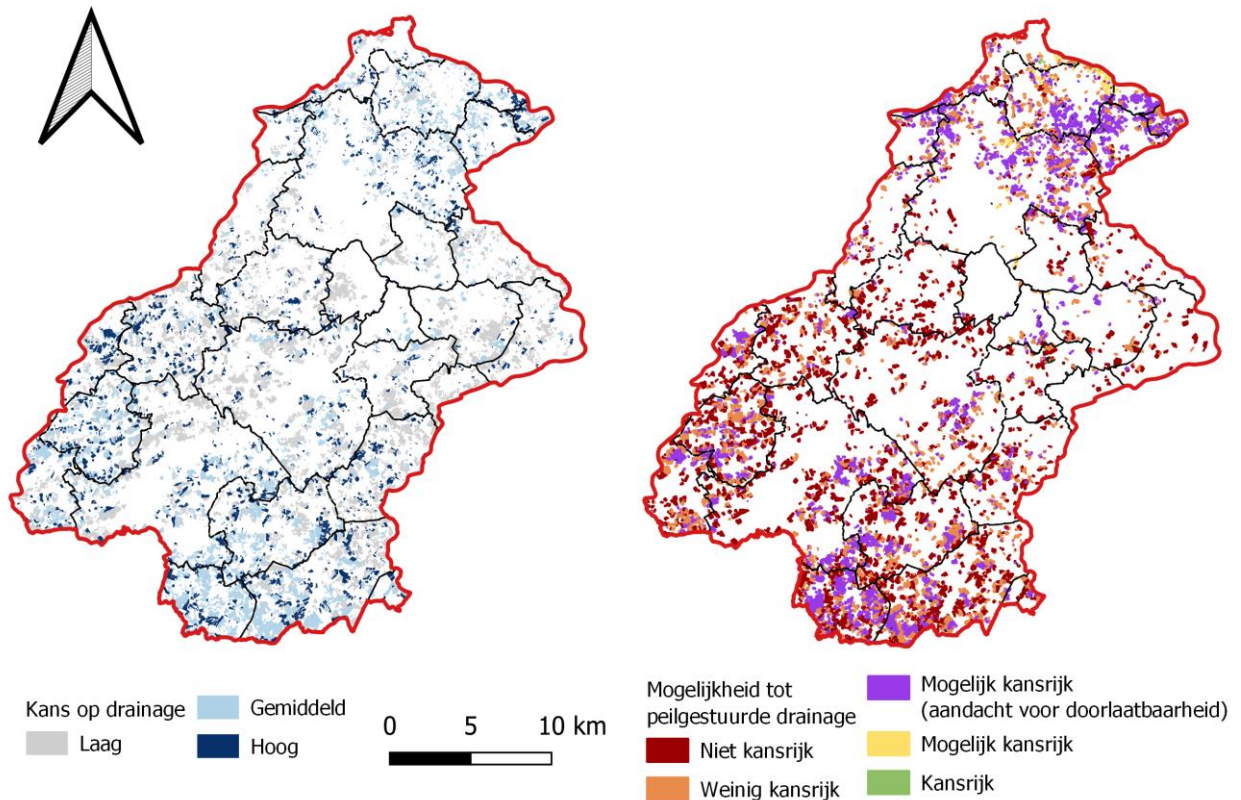 Kans op drainage
Laag
Gemiddeld
Hoog
0 5 10 km
Mogelijkheid tot
peilgestuurde drainage
Niet kansrijk
Weinig kansrijk
Mogelijk kansrijk
(aandacht voor doorlaatbaarheid)
Mogelijk kansrijk
Kansrijk